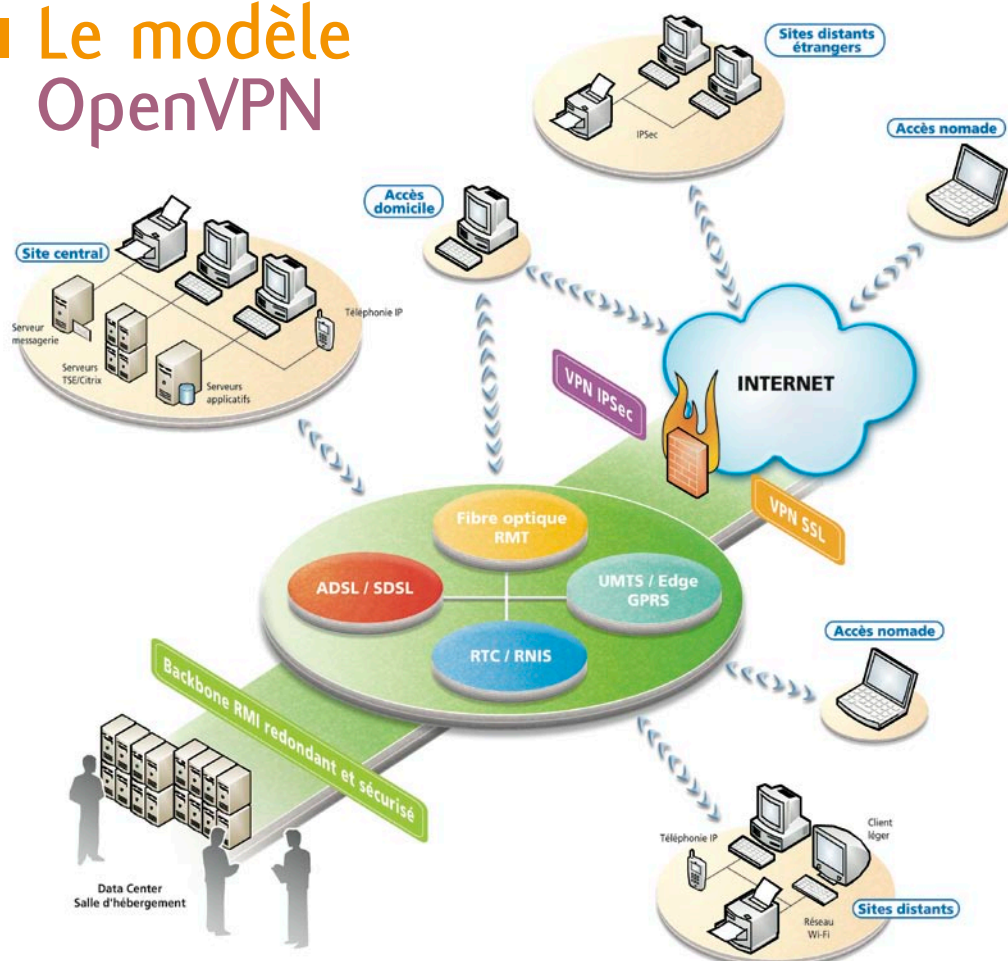 Le modèle
OpenVPN
Sites distants
étrangers
IPSec
Accès nomade
Accès
domicile
Site central
Serveur
messagerie
Serveurs
TSE/Citrix
Serveurs
applicatifs
Téléphonie IP
INTERNET
VPN IPSec
VPN SSL
Fibre optique
RMT
ADSL / SDSL
UMTS / Edge
GPRS
RTC / RNIS
Backbone RMI redondant et sécurisé
Accès nomade
Data Center
Salle d'hébergement
Téléphonie IP
Client
léger
Réseau
Wi-Fi
Sites distants